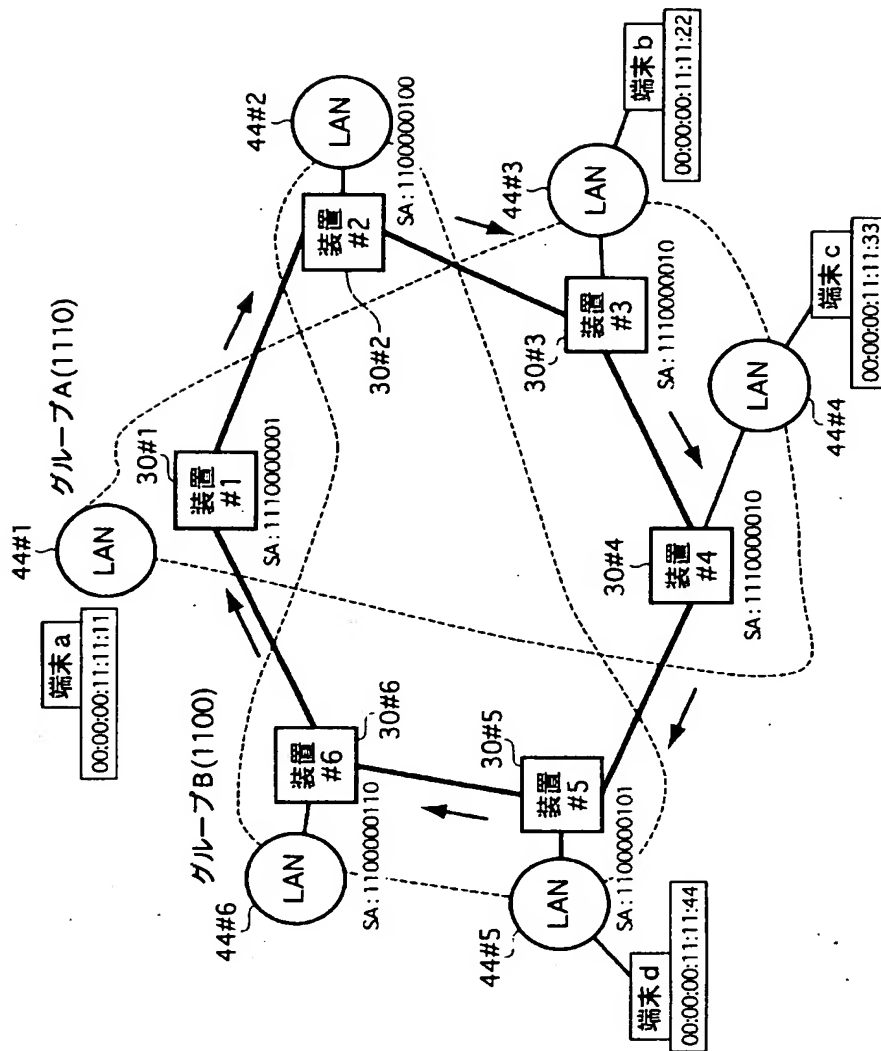 グループA(1110)
44#1
LAN
端末a
00:00:00:11:11:11
30#1
装置
#1
SA:1110000001
44#2
LAN
装置
#2
SA:1100000100
30#2
44#3
LAN
端末b
00:00:00:11:11:22
30#3
装置
#3
SA:1110000010
端末c
00:00:00:11:11:33
LAN
44#4
30#4
装置
#4
SA:1110000010
30#5
装置
#5
SA:1100000101
LAN
44#5
端末d
00:00:00:11:11:44
グループB(1100)
装置
#6
30#6
SA:1100000110
LAN
44#6